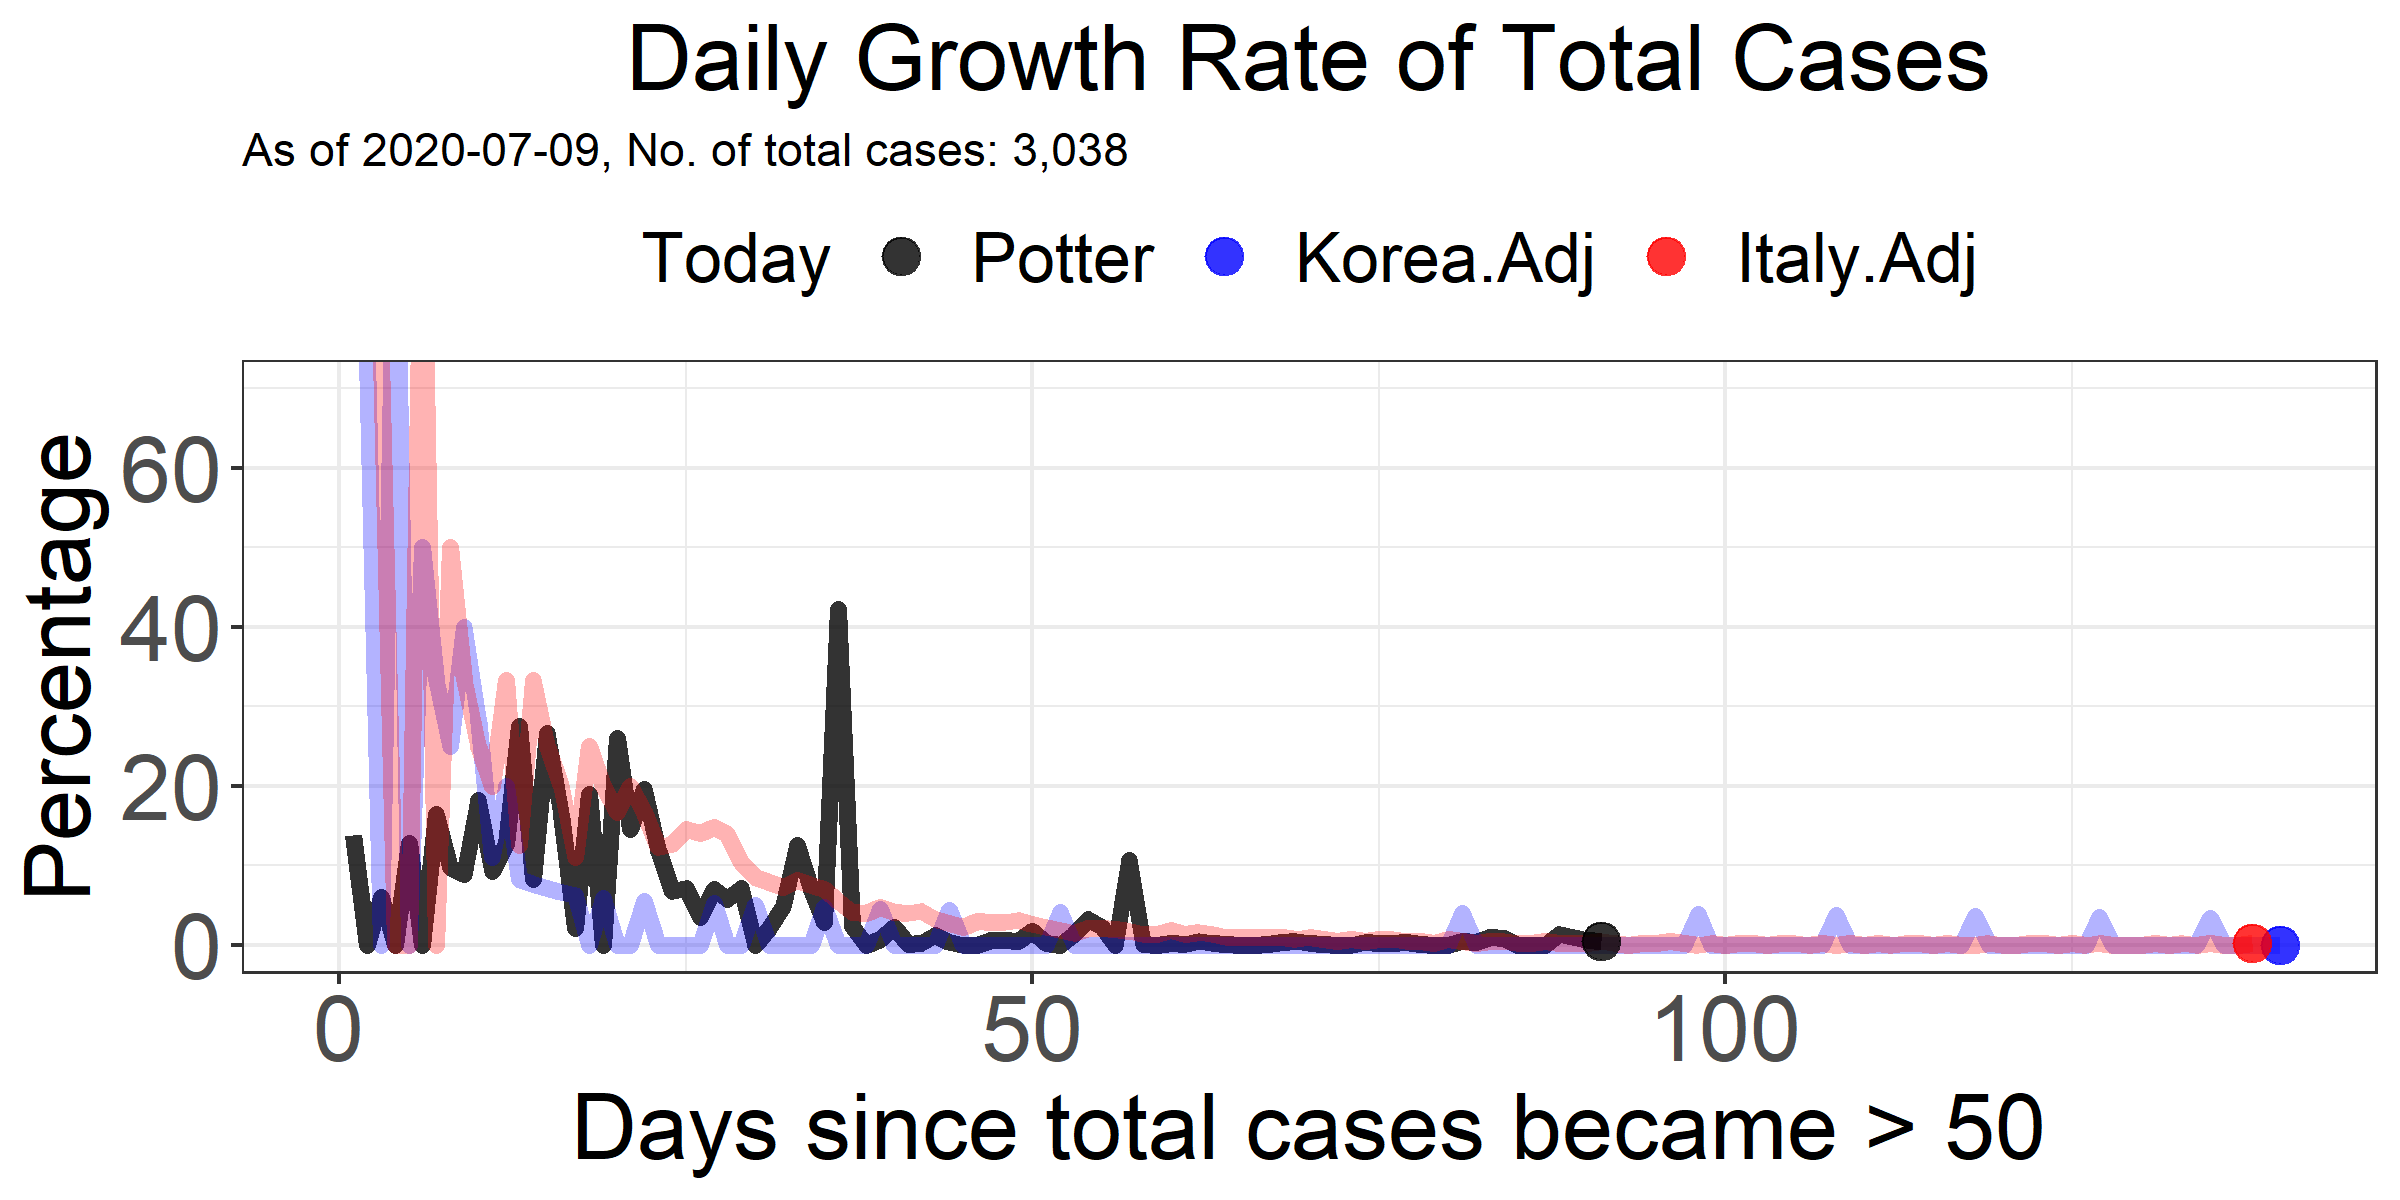 Daily Growth Rate of Total Cases
As of 2020-07-09, No. of total cases: 3,038
Today Potter Korea.Adj Italy.Adj
Percentage
60
40
20
0
0 50 100
Days since total cases became > 50